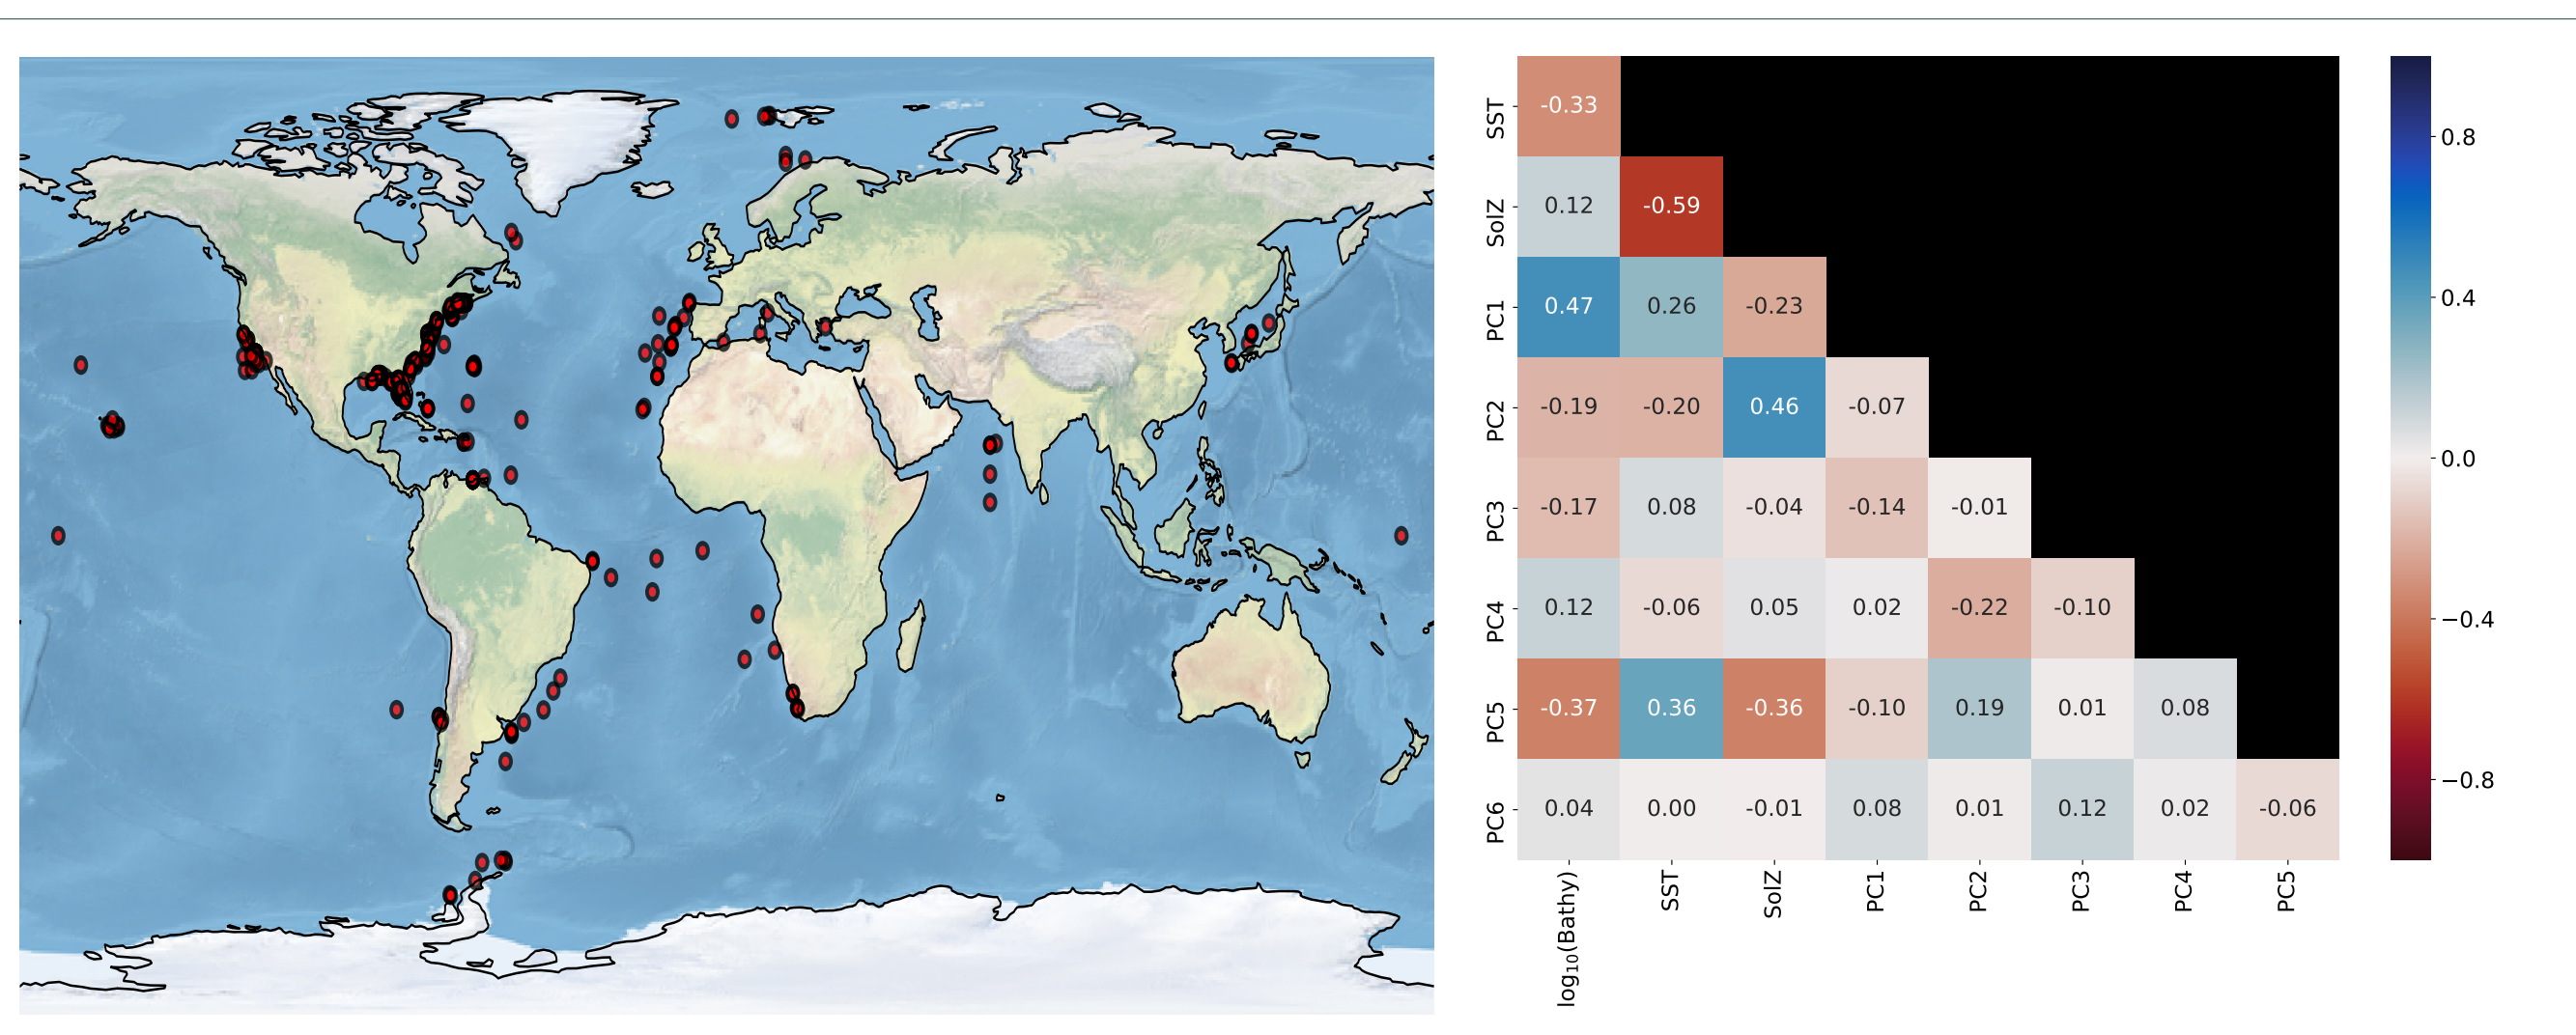 SST -0.33
SolZ 0.12 -0.59
PC1 0.47 0.26 -0.23
PC2 -0.19 -0.20 0.46 -0.07
PC3 -0.17 0.08 -0.04 -0.14 -0.01
PC4 0.12 -0.06 0.05 0.02 -0.22 -0.10
PC5 -0.37 0.36 -0.36 -0.10 0.19 0.01 0.08
PC6 0.04 0.00 -0.01 0.08 0.01 0.12 0.02 -0.06
log₁₀(Bathy) SST SolZ PC1 PC2 PC3 PC4 PC5
0.8
0.4
0.0
−0.4
−0.8